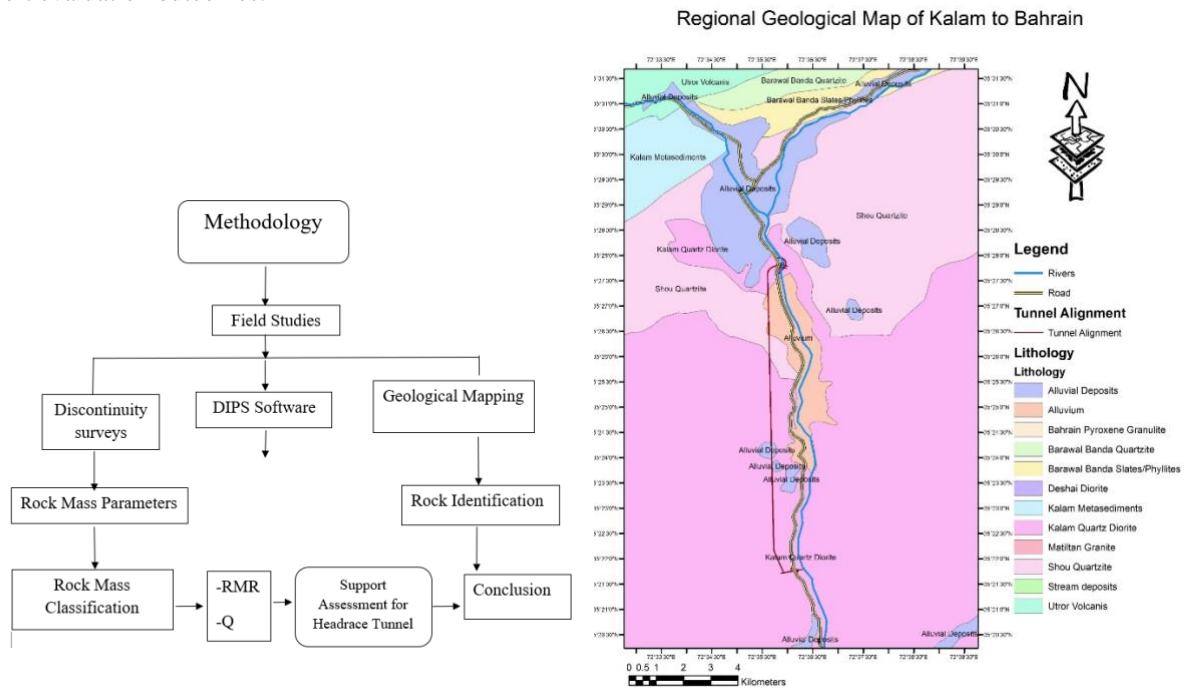 Methodology
Field Studies
Discontinuity
surveys
DIPS Software
Geological Mapping
Rock Mass Parameters
Rock Identification
Rock Mass
Classification
-RMR
-Q
Support
Assessment for
Headrace Tunnel
Conclusion
Regional Geological Map of Kalam to Bahrain
Utror Volcanis
Barawal Banda Quartzite
Alluvial Deposits
Alluvial Deposits
Barawal Banda Slates/Phyllites
Kalam Metasediments
Alluvial Deposits
Shou Quartzite
Alluvial Deposits
Kalam Quartz Diorite
Shou Quartzite
Alluvial Deposits
Alluvium
Alluvial Deposits
Alluvial Deposits
Alluvial Deposits
Kalam Quartz Diorite
Alluvial Deposits
Alluvial Deposits
N
Legend
Rivers
Road
Tunnel Alignment
Tunnel Alignment
Lithology
Lithology
Alluvial Deposits
Alluvium
Bahrain Pyroxene Granulite
Barawal Banda Quartzite
Barawal Banda Slates/Phyllites
Deshai Diorite
Kalam Metasediments
Kalam Quartz Diorite
Matiltan Granite
Shou Quartzite
Stream deposits
Utror Volcanis
0 0.5 1 2 3 4
Kilometers